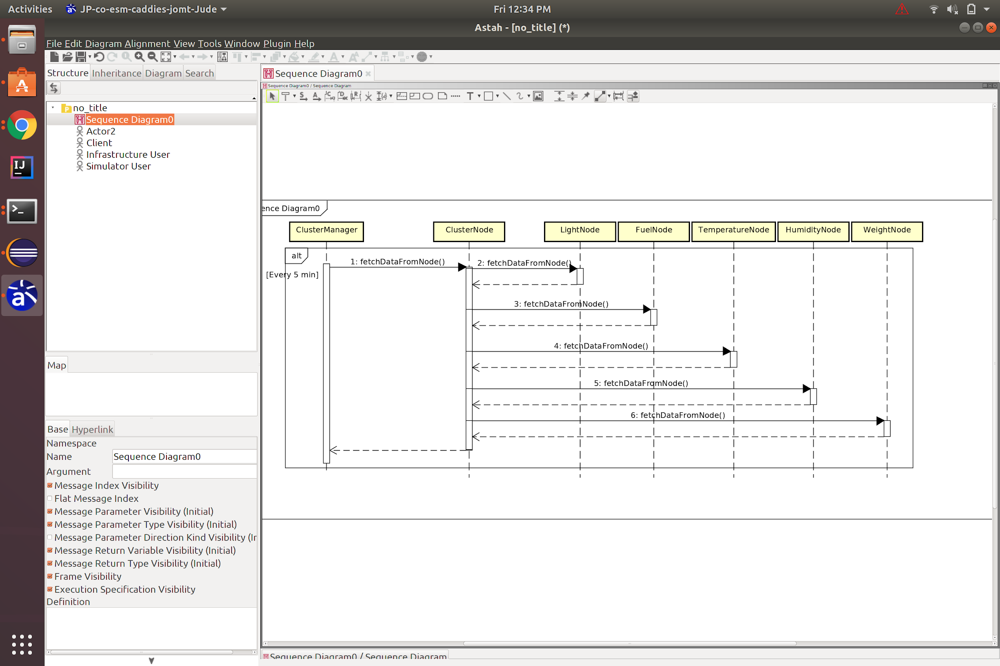 Activities JP-co-esm-caddies-jomt-Jude Fri 12:34 PM
Astah - [no_title] (*)
File Edit Diagram Alignment View Tools Window Plugin Help
Structure Inheritance Diagram Search
no_title
Sequence Diagram0
Actor2
Client
Infrastructure User
Simulator User
Map
Base Hyperlink
Namespace
Name Sequence Diagram0
Argument
Message Index Visibility
Flat Message Index
Message Parameter Visibility (Initial)
Message Parameter Type Visibility (Initial)
Message Parameter Direction Kind Visibility (Ir
Message Return Variable Visibility (Initial)
Message Return Type Visibility (Initial)
Frame Visibility
Execution Specification Visibility
Definition
Sequence Diagram0
Sequence Diagram0 / Sequence Diagram
ence Diagram0
ClusterManager ClusterNode LightNode FuelNode TemperatureNode HumidityNode WeightNode
alt
[Every 5 min]
1: fetchDataFromNode()
2: fetchDataFromNode()
3: fetchDataFromNode()
4: fetchDataFromNode()
5: fetchDataFromNode()
6: fetchDataFromNode()
Sequence Diagram0 / Sequence Diagram